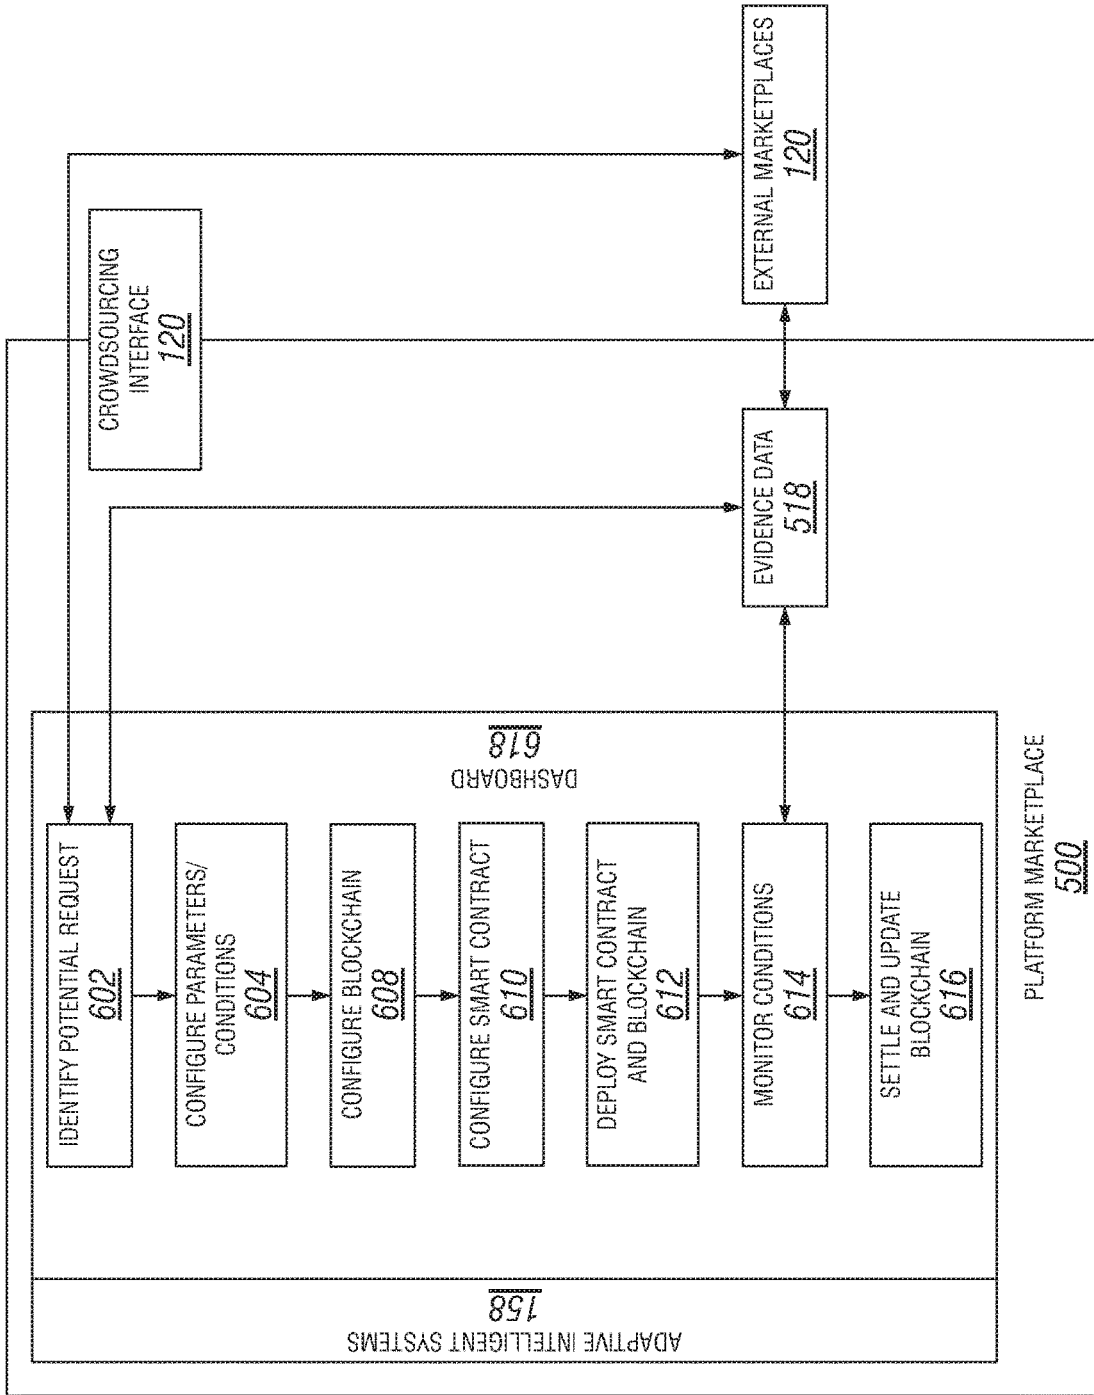 CROWDSOURCING
INTERFACE
120
IDENTIFY POTENTIAL REQUEST
602
CONFIGURE PARAMETERS/
CONDITIONS
604
CONFIGURE BLOCKCHAIN
608
CONFIGURE SMART CONTRACT
610
DEPLOY SMART CONTRACT
AND BLOCKCHAIN
612
MONITOR CONDITIONS
614
SETTLE AND UPDATE
BLOCKCHAIN
616
DASHBOARD
618
ADAPTIVE INTELLIGENT SYSTEMS
158
EVIDENCE DATA
518
EXTERNAL MARKETPLACES
120
PLATFORM MARKETPLACE
500